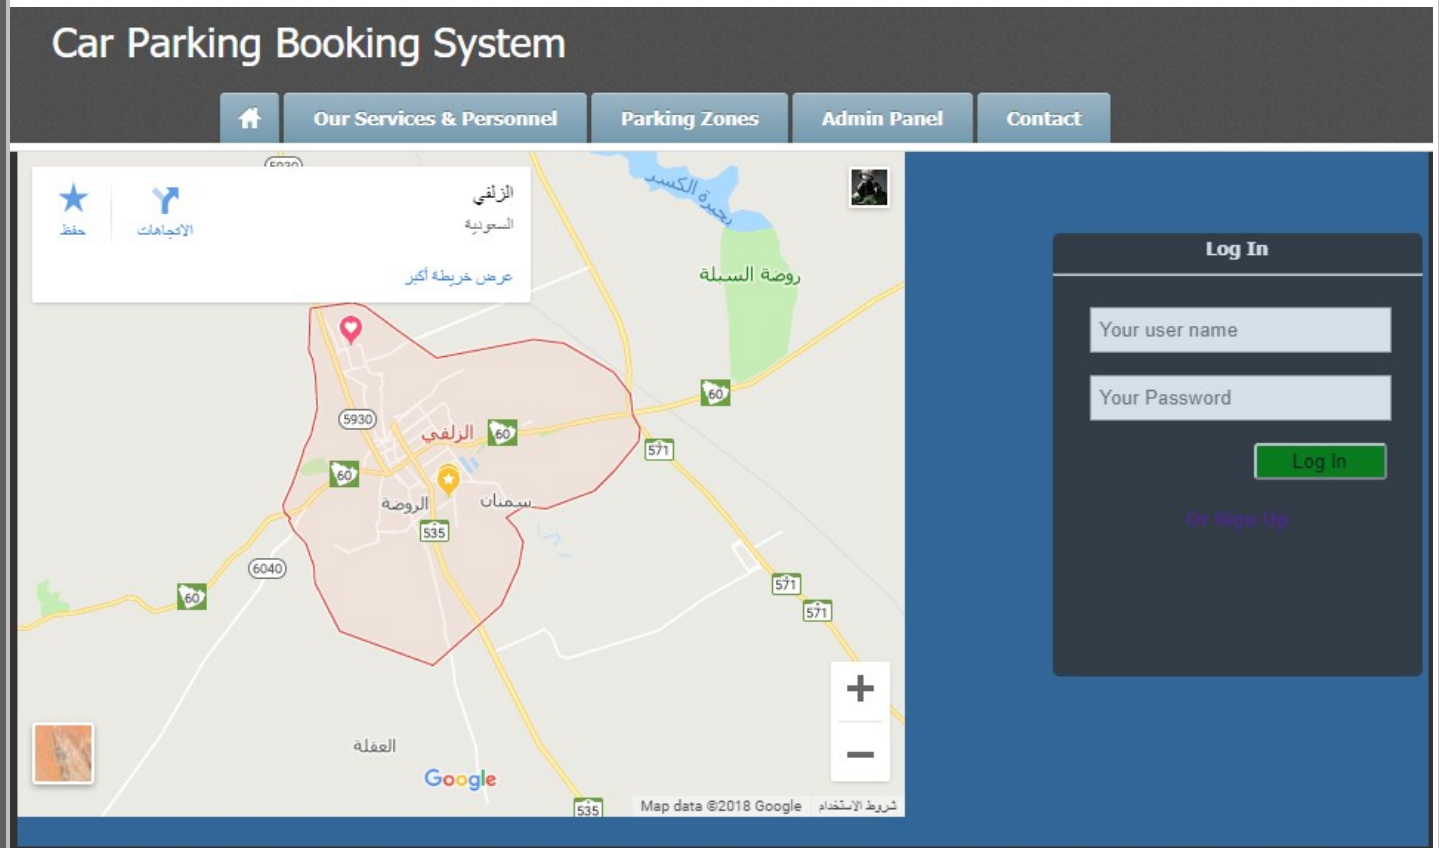 Car Parking Booking System
Our Services & Personnel
Parking Zones
Admin Panel
Contact
5930
الزلفي
السعودية
عرض خريطة أكبر
الاتجاهات
حفظ
بحيرة الكسر
روضة السبلة
60
5930
الزلفي
60
571
60
الروضة
سمنان
535
6040
60
571
571
العقلة
Google
535
Map data ©2018 Google
شروط الاستخدام
+
−
Log In
Your user name
Your Password
Log In
Or Sign Up